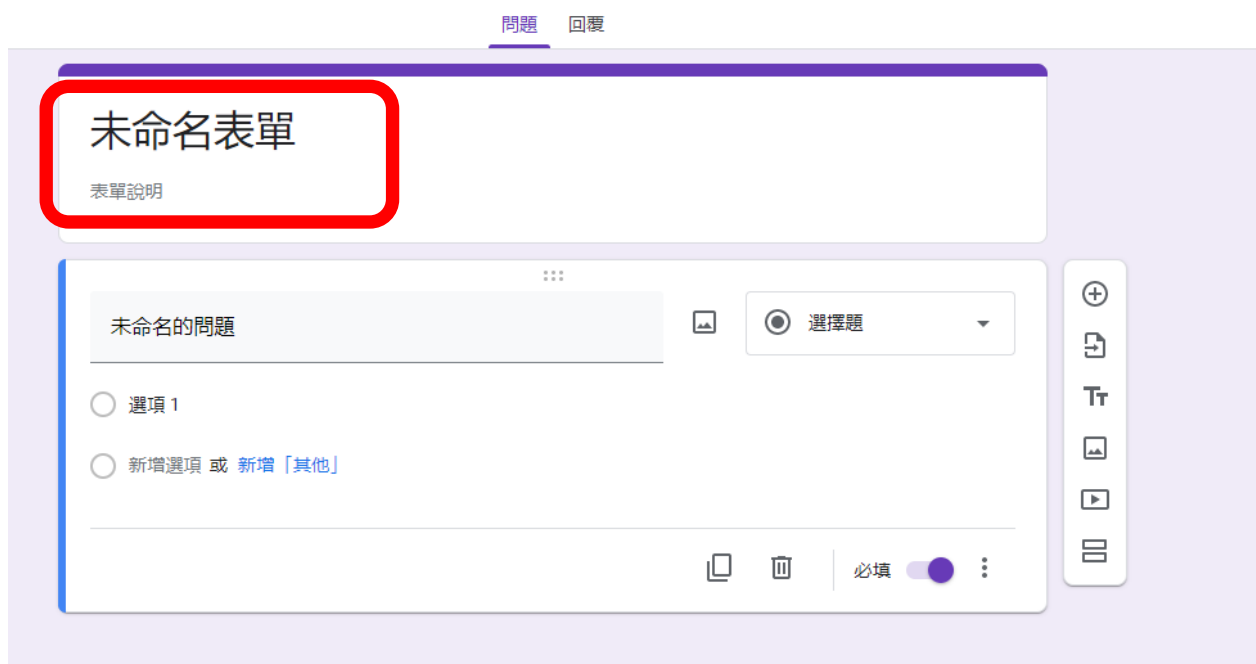 問題 回覆
未命名表單
表單說明
未命名的問題
選擇題
選項 1
新增選項 或 新增「其他」
必填
Tт